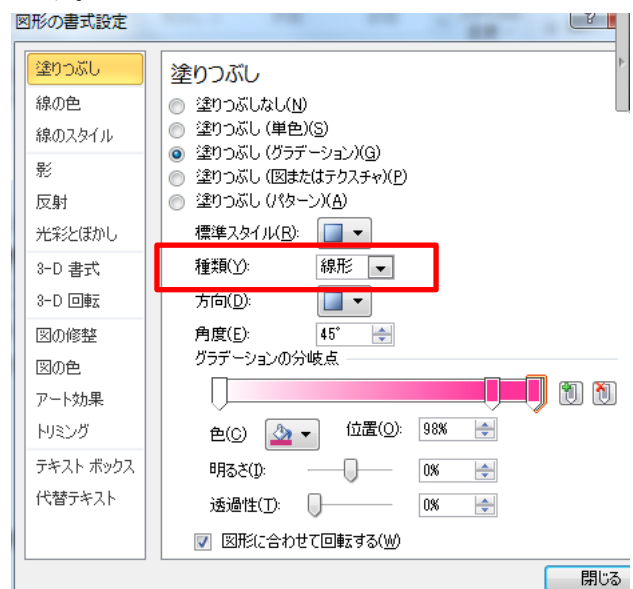 図形の書式設定
塗りつぶし
線の色
線のスタイル
影
反射
光彩とぼかし
3-D 書式
3-D 回転
図の修整
図の色
アート効果
トリミング
テキスト ボックス
代替テキスト
塗りつぶし
塗りつぶしなし(N)
塗りつぶし (単色)(S)
塗りつぶし (グラデーション)(G)
塗りつぶし (図またはテクスチャ)(P)
塗りつぶし (パターン)(A)
標準スタイル(R):
種類(Y): 線形
方向(D):
角度(E): 45°
グラデーションの分岐点
色(C) 位置(O): 98%
明るさ(I): 0%
透過性(T): 0%
図形に合わせて回転する(W)
閉じる